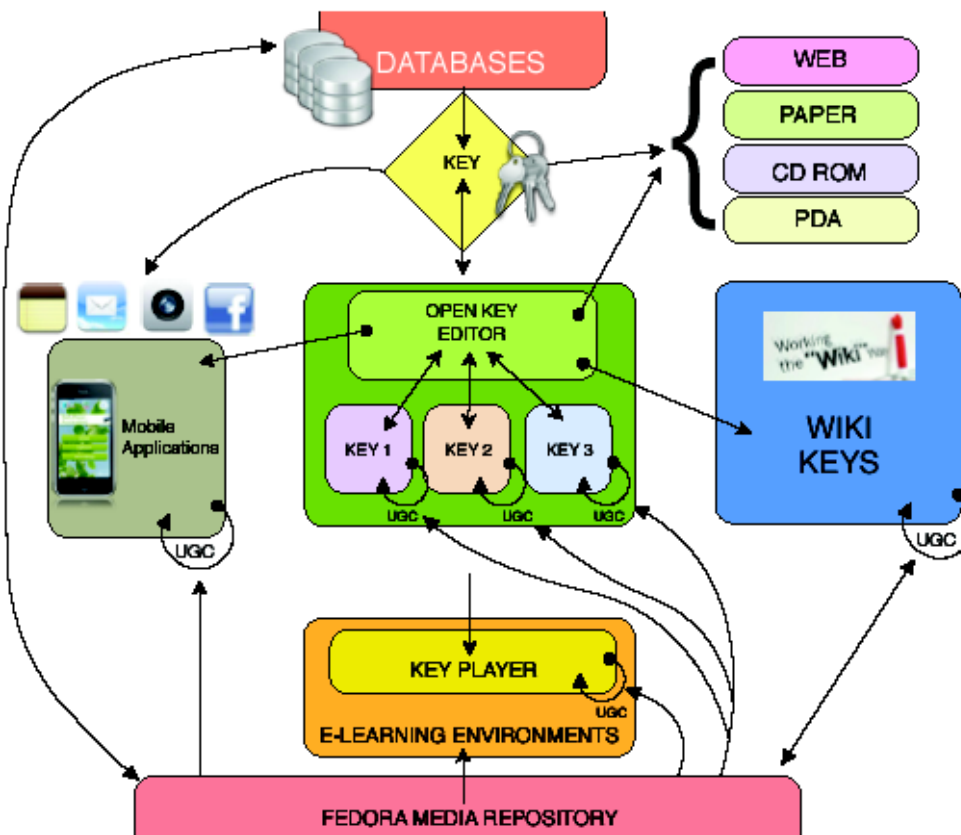 DATABASES
WEB
PAPER
KEY
CD ROM
PDA
OPEN KEY
EDITOR
Working
the "Wiki" Way
Mobile
Applications
KEY 1
KEY 2
KEY 3
WIKI
KEYS
UGC
UGC
UGC
UGC
UGC
KEY PLAYER
UGC
E-LEARNING ENVIRONMENTS
FEDORA MEDIA REPOSITORY